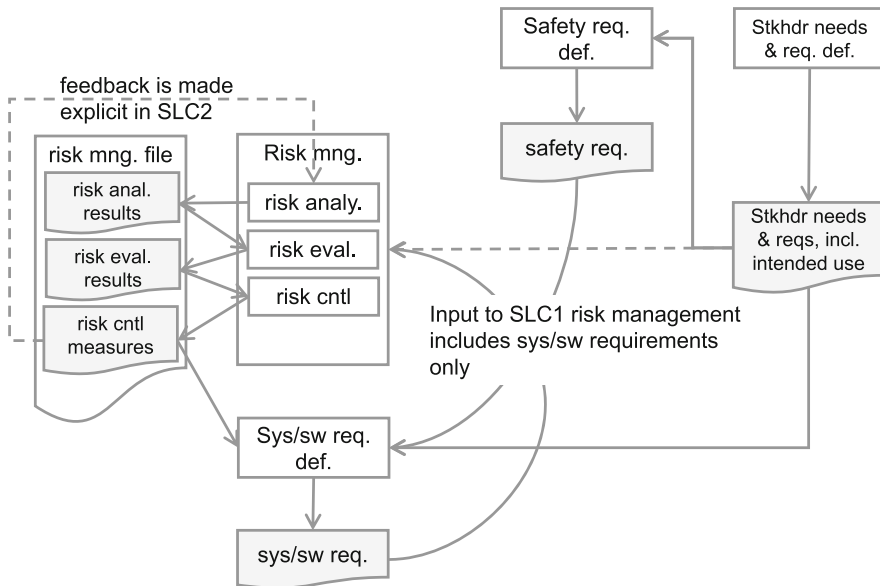 Safety req.
def.
Stkhdr needs
& req. def.
feedback is made
explicit in SLC2
risk mng. file
Risk mng.
safety req.
risk anal.
results
risk analy.
Stkhdr needs
& reqs, incl.
intended use
risk eval.
results
risk eval.
risk cntl
risk cntl
measures
Input to SLC1 risk management
includes sys/sw requirements
only
Sys/sw req.
def.
sys/sw req.